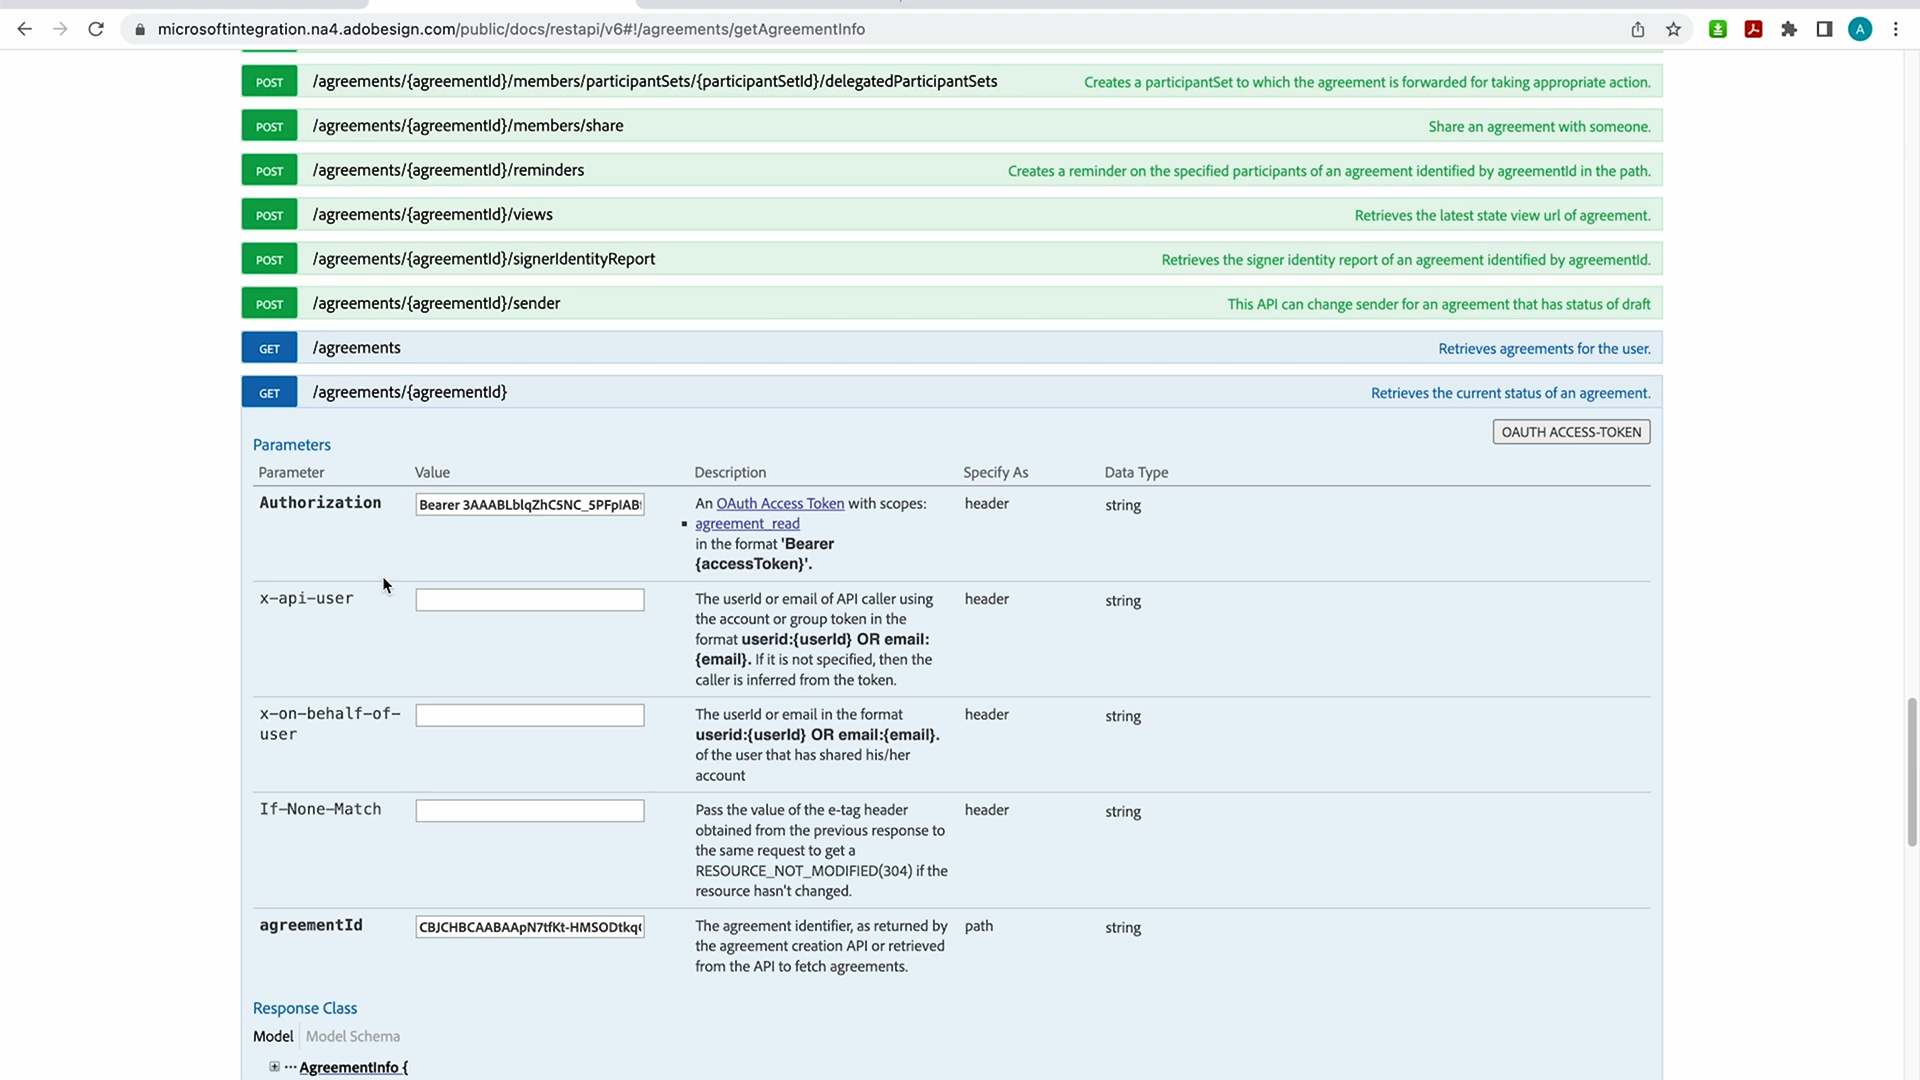 microsoftintegration.na4.adobesign.com/public/docs/restapi/v6#!/agreements/getAgreementInfo
A
POST /agreements/{agreementId}/members/participantSets/{participantSetId}/delegatedParticipantSets Creates a participantSet to which the agreement is forwarded for taking appropriate action.
POST /agreements/{agreementId}/members/share Share an agreement with someone.
POST /agreements/{agreementId}/reminders Creates a reminder on the specified participants of an agreement identified by agreementId in the path.
POST /agreements/{agreementId}/views Retrieves the latest state view url of agreement.
POST /agreements/{agreementId}/signerIdentityReport Retrieves the signer identity report of an agreement identified by agreementId.
POST /agreements/{agreementId}/sender This API can change sender for an agreement that has status of draft
GET /agreements Retrieves agreements for the user.
GET /agreements/{agreementId} Retrieves the current status of an agreement.
OAUTH ACCESS-TOKEN
Parameters
Parameter Value Description Specify As Data Type
Authorization Bearer 3AAABLblqZhC5NC_5PFpIAB An OAuth Access Token with scopes: header string
agreement_read
in the format 'Bearer
{accessToken}'.
x-api-user The userId or email of API caller using header string
the account or group token in the
format userid:{userId} OR email:
{email}. If it is not specified, then the
caller is inferred from the token.
x-on-behalf-of-
user
The userId or email in the format header string
userid:{userId} OR email:{email}.
of the user that has shared his/her
account
If-None-Match Pass the value of the e-tag header header string
obtained from the previous response to
the same request to get a
RESOURCE_NOT_MODIFIED(304) if the
resource hasn't changed.
agreementId CBJCHBCAABAApN7tfKt-HMSODtkq The agreement identifier, as returned by path string
the agreement creation API or retrieved
from the API to fetch agreements.
Response Class
Model Model Schema
··· AgreementInfo {